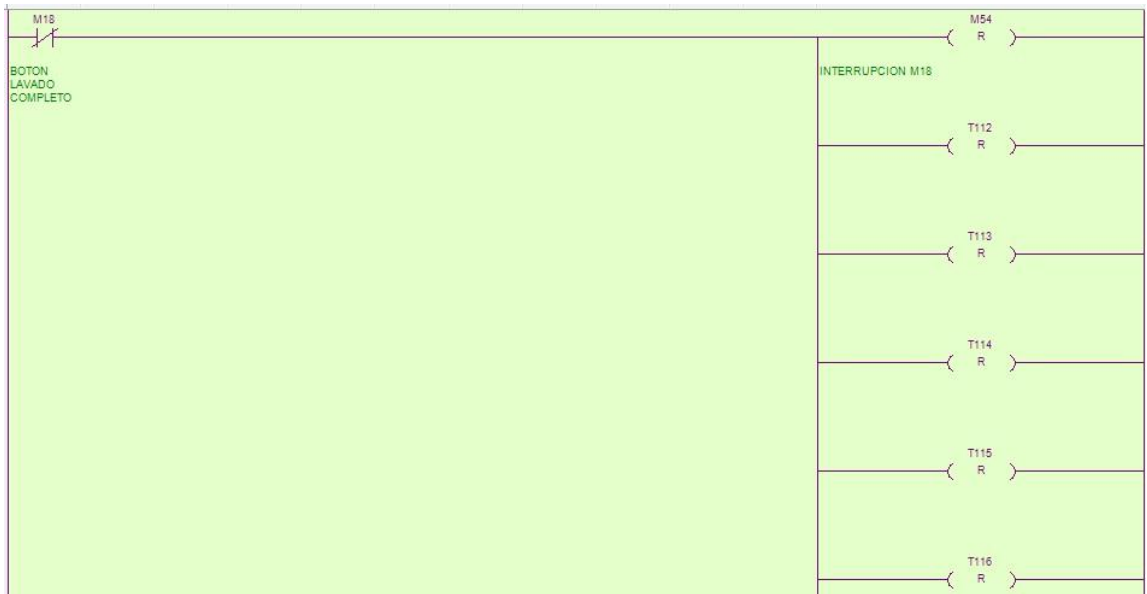 M18
M54
R
BOTON
LAVADO
COMPLETO
INTERRUPCION M18
T112
R
T113
R
T114
R
T115
R
T116
R